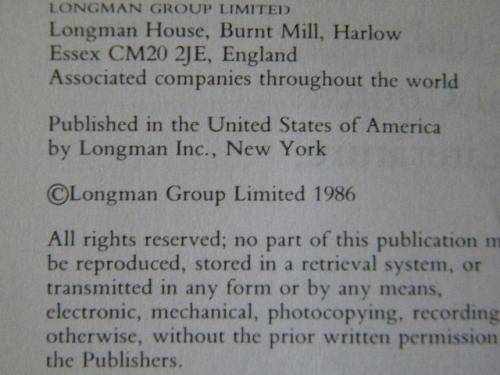 LONGMAN GROUP LIMITED
Longman House, Burnt Mill, Harlow
Essex CM20 2JE, England
Associated companies throughout the world
Published in the United States of America
by Longman Inc., New York
©Longman Group Limited 1986
All rights reserved; no part of this publication m
be reproduced, stored in a retrieval system, or
transmitted in any form or by any means,
electronic, mechanical, photocopying, recording
otherwise, without the prior written permission
the Publishers.